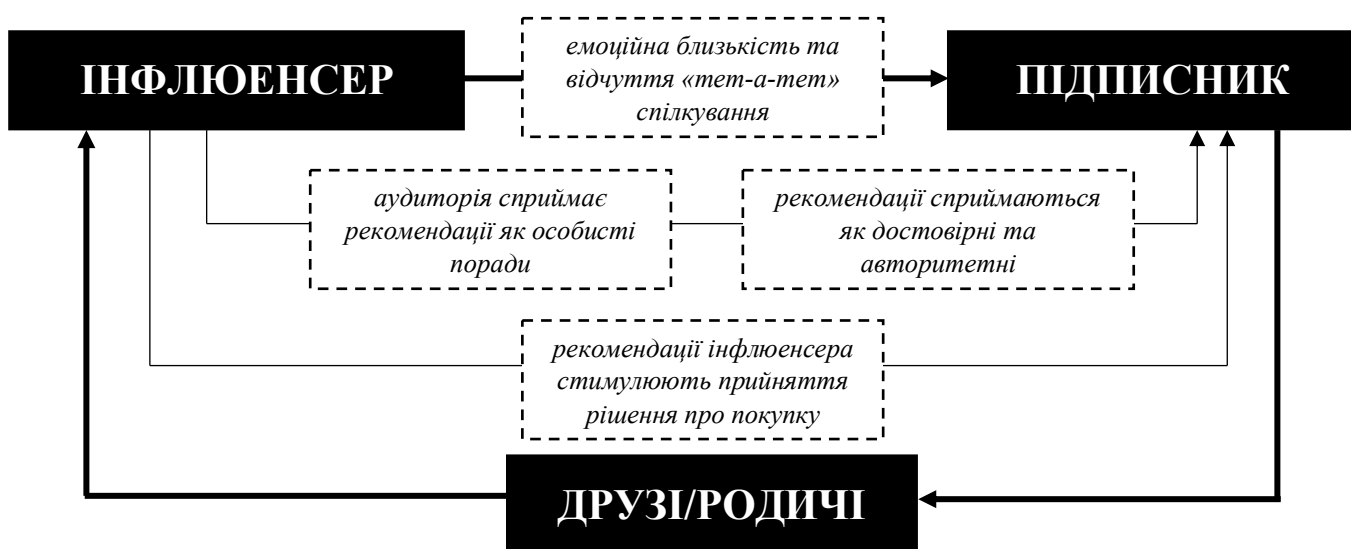 ІНФЛЮЕНСЕР
емоційна близькість та
відчуття «тет-а-тет»
спілкування
ПІДПИСНИК
аудиторія сприймає
рекомендації як особисті
поради
рекомендації сприймаються
як достовірні та
авторитетні
рекомендації інфлюенсера
стимулюють прийняття
рішення про покупку
ДРУЗІ/РОДИЧІ